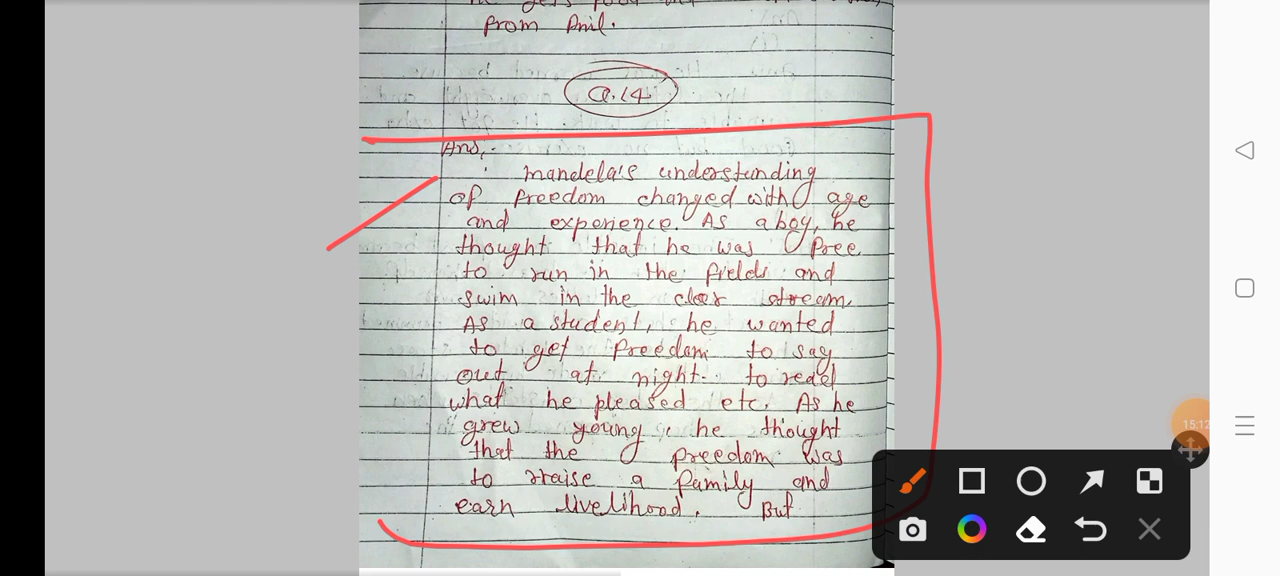 from Anil.
Q.14
Ans:-
Mandela's understanding
of freedom changed with age
and experience. As a boy, he
thought that he was free
to run in the fields and
swim in the clear stream.
As a student, he wanted
to get freedom to say
out at night. to read
what he pleased etc. As he
grew young, he thought
that the freedom was
to raise a family and
earn livelihood. But
15:12